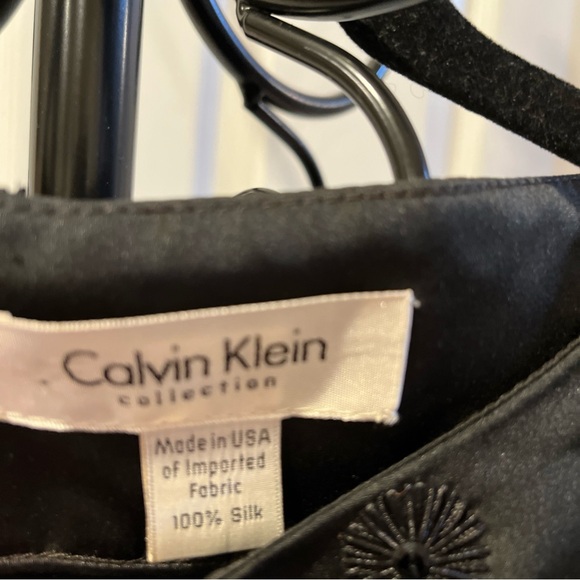 Calvin Klein
collection
Made in USA
of Imported
Fabric
100% Silk